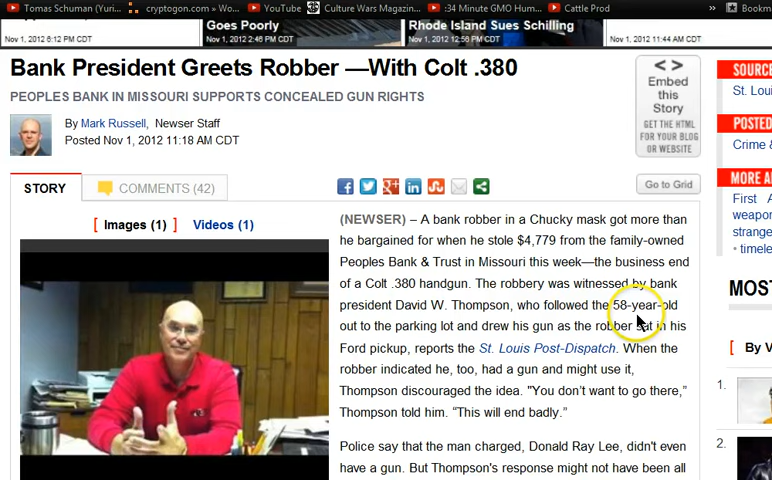 Tomas Schuman (Yuri... cryptogon.com » Wo... YouTube Culture Wars Magazin... :34 Minute GMO Hum... Cattle Prod » Bookm
Nov 1, 2012 6:12 PM CDT
Goes Poorly
Nov 1, 2012 2:46 PM CDT
Rhode Island Sues Schilling
Nov 1, 2012 12:56 PM CDT
Nov 1, 2012 11:44 AM CDT
Bank President Greets Robber —With Colt .380
PEOPLES BANK IN MISSOURI SUPPORTS CONCEALED GUN RIGHTS
By Mark Russell, Newser Staff
Posted Nov 1, 2012 11:18 AM CDT
< >
Embed
this
Story
GET THE HTML
FOR YOUR BLOG
OR WEBSITE
STORY
COMMENTS (42)
Go to Grid
[ Images (1) ] Videos (1)
(NEWSER) – A bank robber in a Chucky mask got more than
he bargained for when he stole $4,779 from the family-owned
Peoples Bank & Trust in Missouri this week—the business end
of a Colt .380 handgun. The robbery was witnessed by bank
president David W. Thompson, who followed the 58-year-old
out to the parking lot and drew his gun as the robber sat in his
Ford pickup, reports the St. Louis Post-Dispatch. When the
robber indicated he, too, had a gun and might use it,
Thompson discouraged the idea. "You don't want to go there,"
Thompson told him. "This will end badly."
Police say that the man charged, Donald Ray Lee, didn't even
have a gun. But Thompson's response might not have been all
SOURC
St. Loui
POSTED
Crime &
MORE A
First A
weapon
strange
• timele
MOST
[ By V
1.
2.